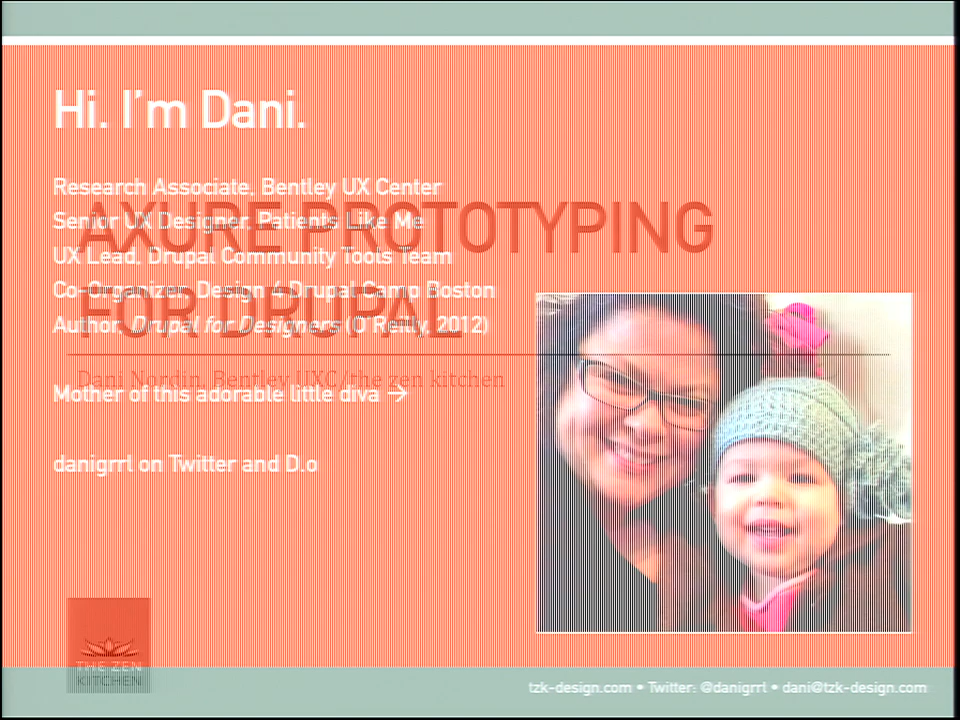 Hi. I'm Dani.
Research Associate, Bentley UX Center
Senior UX Designer, Patients Like Me
UX Lead, Drupal Community Tools Team
Co-Organizer, Design 4 Drupal Camp Boston
Author, Drupal for Designers (O'Reilly, 2012)
Mother of this adorable little diva →
danigrrl on Twitter and D.o
AXURE PROTOTYPING
FOR DRUPAL
Dani Nordin, Bentley UXC/the zen kitchen
THE ZEN
KITCHEN
tzk-design.com • Twitter: @danigrrl • dani@tzk-design.com